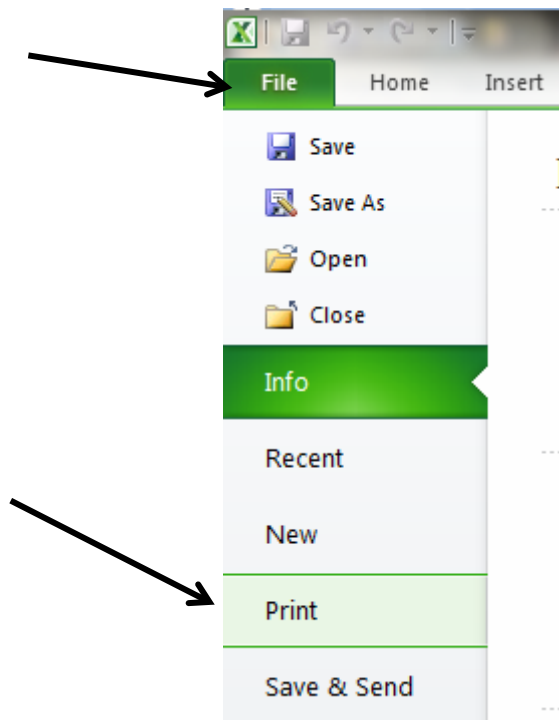 File Home Insert
Save
Save As
Open
Close
Info
Recent
New
Print
Save & Send